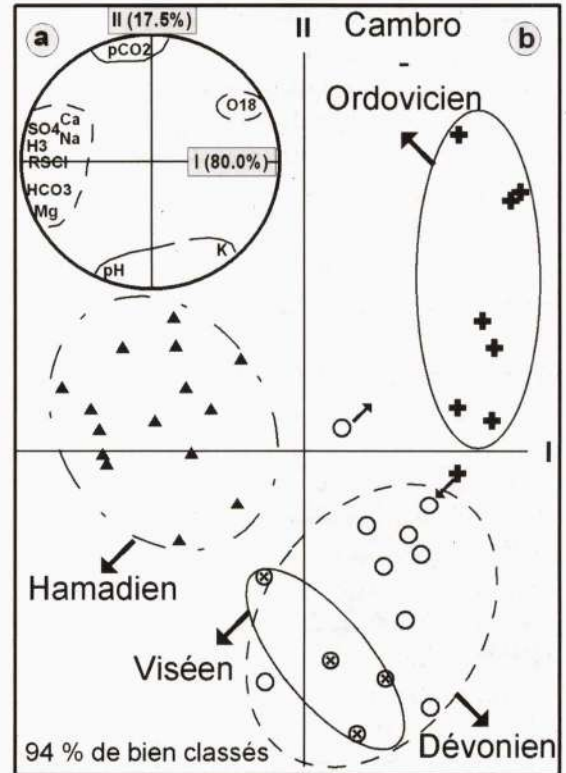 a
II (17.5%)
pCO2
O18
SO4 Ca
Na
H3
RSCl
I (80.0%)
HCO3
Mg
pH
K
II
Cambro
-
Ordovicien
b
I
Hamadien
Viséen
Dévonien
94 % de bien classés